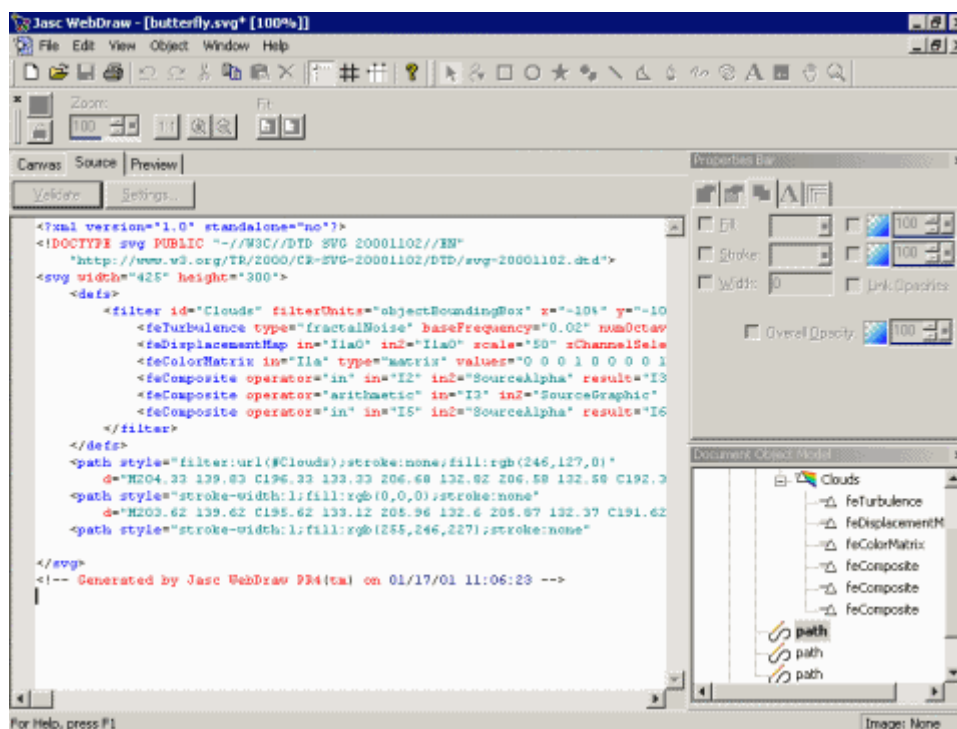 Jasc WebDraw - [butterfly.svg* [100%]]
File Edit View Object Window Help
Zoom: Fit:
100 1:1
Canvas Source Preview
Validate Settings...
<?xml version="1.0" standalone="no"?>
<!DOCTYPE svg PUBLIC "-//W3C//DTD SVG 20001102//EN"
"http://www.w3.org/TR/2000/CR-SVG-20001102/DTD/svg-20001102.dtd">
<svg width="425" height="300">
<defs>
<filter id="Clouds" filterUnits="objectBoundingBox" x="-10%" y="-10
<feTurbulence type="fractalNoise" baseFrequency="0.02" numOctav
<feDisplacementMap in="I1a0" in2="I1a0" scale="50" xChannelSele
<feColorMatrix in="I1a" type="matrix" values="0 0 0 1 0 0 0 0 1
<feComposite operator="in" in="I2" in2="SourceAlpha" result="I3
<feComposite operator="arithmetic" in="I3" in2="SourceGraphic"
<feComposite operator="in" in="I5" in2="SourceAlpha" result="I6
</filter>
</defs>
<path style="filter:url(#Clouds);stroke:none;fill:rgb(246,127,0)"
d="M204.33 139.83 C196.33 133.33 206.68 132.82 206.58 132.58 C192.3
<path style="stroke-width:1;fill:rgb(0,0,0);stroke:none"
d="M203.62 139.62 C195.62 133.12 205.96 132.6 205.87 132.37 C191.62
<path style="stroke-width:1;fill:rgb(255,246,227);stroke:none"
</svg>
<!-- Generated by Jasc WebDraw PR4(tm) on 01/17/01 11:06:23 -->
Properties Bar
A
Fill: 100
Stroke: 100
Width: 0 Link Opacities
Overall Opacity: 100
Document Object Model
Clouds
feTurbulence
feDisplacementM
feColorMatrix
feComposite
feComposite
feComposite
path
path
path
For Help, press F1
Image: None